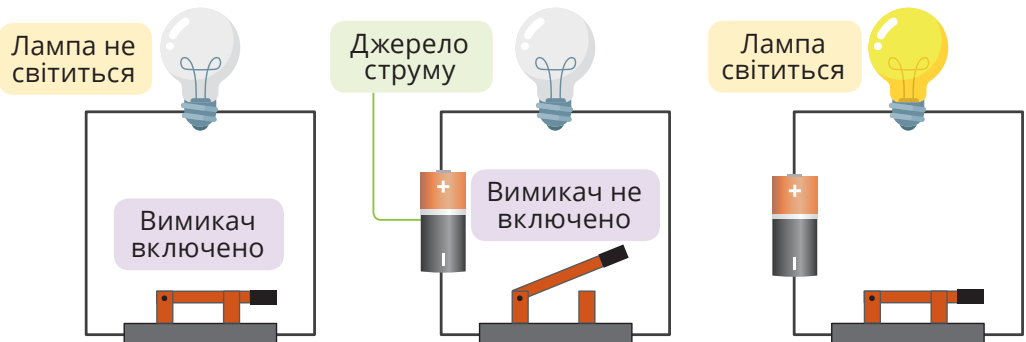 Лампа не
світиться
Джерело
струму
Лампа
світиться
Вимикач
включено
Вимикач не
включено
+
+